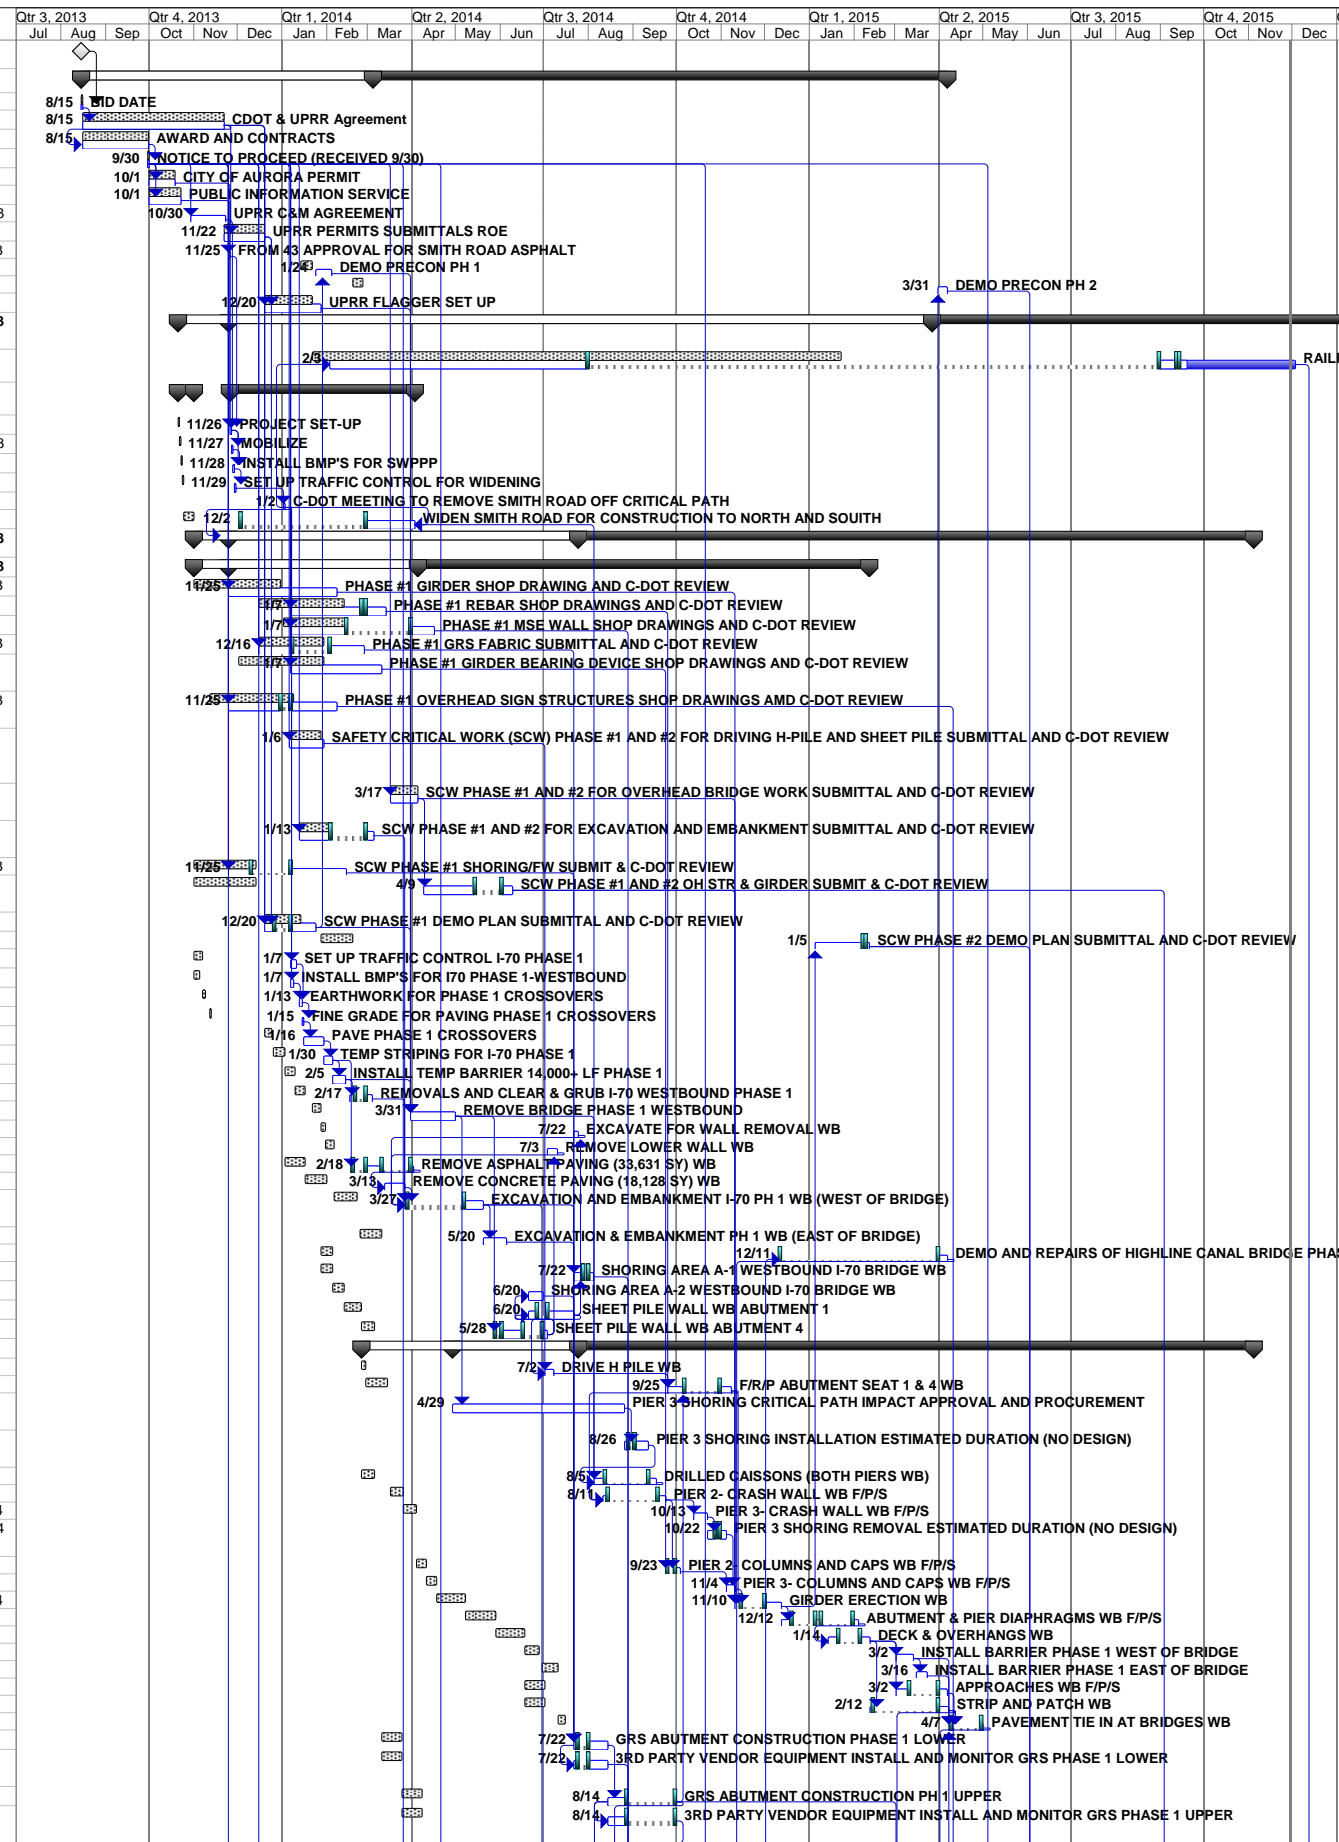 Qtr 3, 2013 Qtr 4, 2013 Qtr 1, 2014 Qtr 2, 2014 Qtr 3, 2014 Qtr 4, 2014 Qtr 1, 2015 Qtr 2, 2015 Qtr 3, 2015 Qtr 4, 2015
Jul Aug Sep Oct Nov Dec Jan Feb Mar Apr May Jun Jul Aug Sep Oct Nov Dec Jan Feb Mar Apr May Jun Jul Aug Sep Oct Nov Dec
8/15 BID DATE
8/15 CDOT & UPRR Agreement
8/15 AWARD AND CONTRACTS
9/30 NOTICE TO PROCEED (RECEIVED 9/30)
10/1 CITY OF AURORA PERMIT
10/1 PUBLIC INFORMATION SERVICE
10/30 UPRR C&M AGREEMENT
11/22 UPRR PERMITS SUBMITTALS ROE
11/25 FROM 43 APPROVAL FOR SMITH ROAD ASPHALT
1/24 DEMO PRECON PH 1
3/31 DEMO PRECON PH 2
12/20 UPRR FLAGGER SET UP
2/3 RAIL
11/26 PROJECT SET-UP
11/27 MOBILIZE
11/28 INSTALL BMP'S FOR SWPPP
11/29 SET UP TRAFFIC CONTROL FOR WIDENING
1/2 C-DOT MEETING TO REMOVE SMITH ROAD OFF CRITICAL PATH
12/2 WIDEN SMITH ROAD FOR CONSTRUCTION TO NORTH AND SOUITH
11/25 PHASE #1 GIRDER SHOP DRAWING AND C-DOT REVIEW
1/7 PHASE #1 REBAR SHOP DRAWINGS AND C-DOT REVIEW
1/7 PHASE #1 MSE WALL SHOP DRAWINGS AND C-DOT REVIEW
12/16 PHASE #1 GRS FABRIC SUBMITTAL AND C-DOT REVIEW
1/7 PHASE #1 GIRDER BEARING DEVICE SHOP DRAWINGS AND C-DOT REVIEW
11/25 PHASE #1 OVERHEAD SIGN STRUCTURES SHOP DRAWINGS AMD C-DOT REVIEW
1/6 SAFETY CRITICAL WORK (SCW) PHASE #1 AND #2 FOR DRIVING H-PILE AND SHEET PILE SUBMITTAL AND C-DOT REVIEW
3/17 SCW PHASE #1 AND #2 FOR OVERHEAD BRIDGE WORK SUBMITTAL AND C-DOT REVIEW
1/13 SCW PHASE #1 AND #2 FOR EXCAVATION AND EMBANKMENT SUBMITTAL AND C-DOT REVIEW
11/25 SCW PHASE #1 SHORING/FW SUBMIT & C-DOT REVIEW
4/9 SCW PHASE #1 AND #2 OH STR & GIRDER SUBMIT & C-DOT REVIEW
12/20 SCW PHASE #1 DEMO PLAN SUBMITTAL AND C-DOT REVIEW
1/5 SCW PHASE #2 DEMO PLAN SUBMITTAL AND C-DOT REVIEW
1/7 SET UP TRAFFIC CONTROL I-70 PHASE 1
1/7 INSTALL BMP'S FOR I70 PHASE 1-WESTBOUND
1/13 EARTHWORK FOR PHASE 1 CROSSOVERS
1/15 FINE GRADE FOR PAVING PHASE 1 CROSSOVERS
1/16 PAVE PHASE 1 CROSSOVERS
1/30 TEMP STRIPING FOR I-70 PHASE 1
2/5 INSTALL TEMP BARRIER 14,000+ LF PHASE 1
2/17 REMOVALS AND CLEAR & GRUB I-70 WESTBOUND PHASE 1
3/31 REMOVE BRIDGE PHASE 1 WESTBOUND
7/22 EXCAVATE FOR WALL REMOVAL WB
7/3 REMOVE LOWER WALL WB
2/18 REMOVE ASPHALT PAVING (33,631 SY) WB
3/13 REMOVE CONCRETE PAVING (18,128 SY) WB
3/27 EXCAVATION AND EMBANKMENT I-70 PH 1 WB (WEST OF BRIDGE)
5/20 EXCAVATION & EMBANKMENT PH 1 WB (EAST OF BRIDGE)
12/11 DEMO AND REPAIRS OF HIGHLINE CANAL BRIDGE PHAS
7/22 SHORING AREA A-1 WESTBOUND I-70 BRIDGE WB
6/20 SHORING AREA A-2 WESTBOUND I-70 BRIDGE WB
6/20 SHEET PILE WALL WB ABUTMENT 1
5/28 SHEET PILE WALL WB ABUTMENT 4
7/2 DRIVE H PILE WB
9/25 F/R/P ABUTMENT SEAT 1 & 4 WB
4/29 PIER 3 SHORING CRITICAL PATH IMPACT APPROVAL AND PROCUREMENT
8/26 PIER 3 SHORING INSTALLATION ESTIMATED DURATION (NO DESIGN)
8/5 DRILLED CAISSONS (BOTH PIERS WB)
8/11 PIER 2- CRASH WALL WB F/P/S
10/13 PIER 3- CRASH WALL WB F/P/S
10/22 PIER 3 SHORING REMOVAL ESTIMATED DURATION (NO DESIGN)
9/23 PIER 2- COLUMNS AND CAPS WB F/P/S
11/4 PIER 3- COLUMNS AND CAPS WB F/P/S
11/10 GIRDER ERECTION WB
12/12 ABUTMENT & PIER DIAPHRAGMS WB F/P/S
1/14 DECK & OVERHANGS WB
3/2 INSTALL BARRIER PHASE 1 WEST OF BRIDGE
3/16 INSTALL BARRIER PHASE 1 EAST OF BRIDGE
3/2 APPROACHES WB F/P/S
2/12 STRIP AND PATCH WB
4/7 PAVEMENT TIE IN AT BRIDGES WB
7/22 GRS ABUTMENT CONSTRUCTION PHASE 1 LOWER
7/22 3RD PARTY VENDOR EQUIPMENT INSTALL AND MONITOR GRS PHASE 1 LOWER
8/14 GRS ABUTMENT CONSTRUCTION PH 1 UPPER
8/14 3RD PARTY VENDOR EQUIPMENT INSTALL AND MONITOR GRS PHASE 1 UPPER